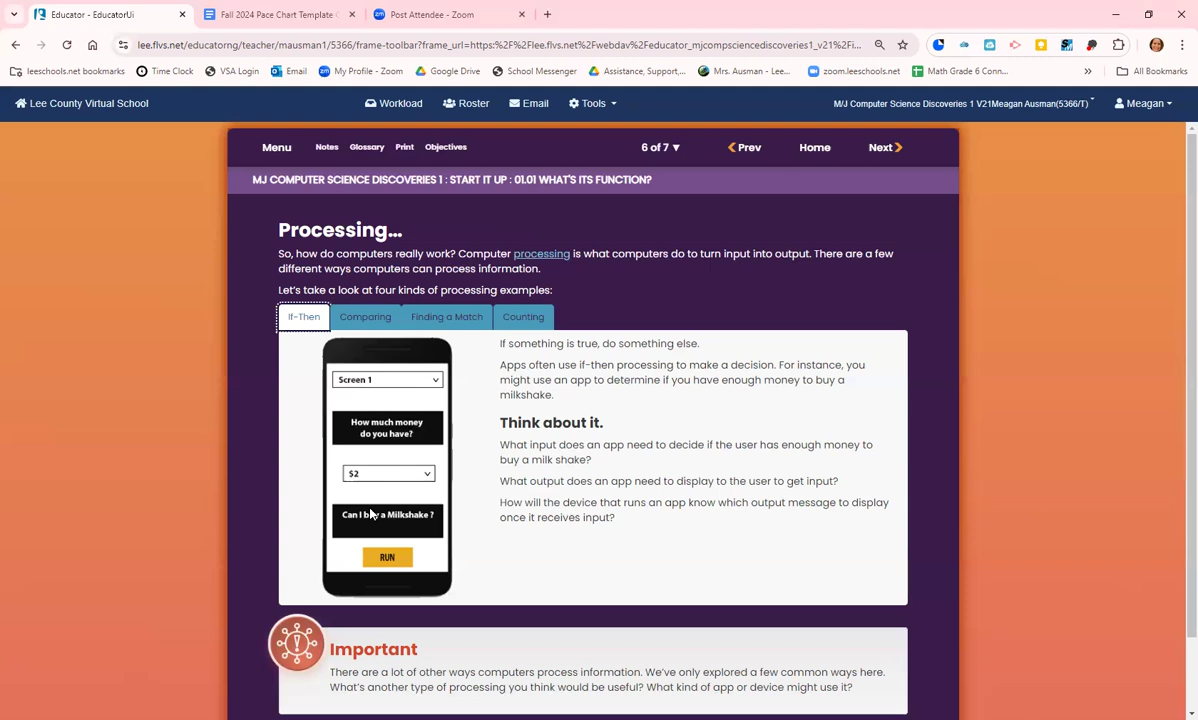 Educator - EducatorUi
Fall 2024 Pace Chart Template
Post Attendee - Zoom
lee.flvs.net/educatorng/teacher/mausman1/5366/frame-toolbar?frame_url=https:%2F%2Flee.flvs.net%2Fwebdav%2Feducator_mjcompsciencediscoveries1_v21%2Fi...
leeschools.net bookmarks
Time Clock
VSA Login
Email
My Profile - Zoom
Google Drive
School Messenger
Assistance, Support,...
Mrs. Ausman - Lee...
zoom.leeschools.net
Math Grade 6 Conn...
»
All Bookmarks
Lee County Virtual School
Workload
Roster
Email
Tools
M/J Computer Science Discoveries 1 V21Meagan Ausman(5366/T)
Meagan
Menu
Notes
Glossary
Print
Objectives
6 of 7
Prev
Home
Next
MJ COMPUTER SCIENCE DISCOVERIES 1 : START IT UP : 01.01 WHAT'S ITS FUNCTION?
Processing...
So, how do computers really work? Computer processing is what computers do to turn input into output. There are a few
different ways computers can process information.
Let's take a look at four kinds of processing examples:
If-Then
Comparing
Finding a Match
Counting
Screen 1
How much money
do you have?
$2
Can I buy a Milkshake ?
RUN
If something is true, do something else.
Apps often use if-then processing to make a decision. For instance, you
might use an app to determine if you have enough money to buy a
milkshake.
Think about it.
What input does an app need to decide if the user has enough money to
buy a milk shake?
What output does an app need to display to the user to get input?
How will the device that runs an app know which output message to display
once it receives input?
Important
There are a lot of other ways computers process information. We've only explored a few common ways here.
What's another type of processing you think would be useful? What kind of app or device might use it?